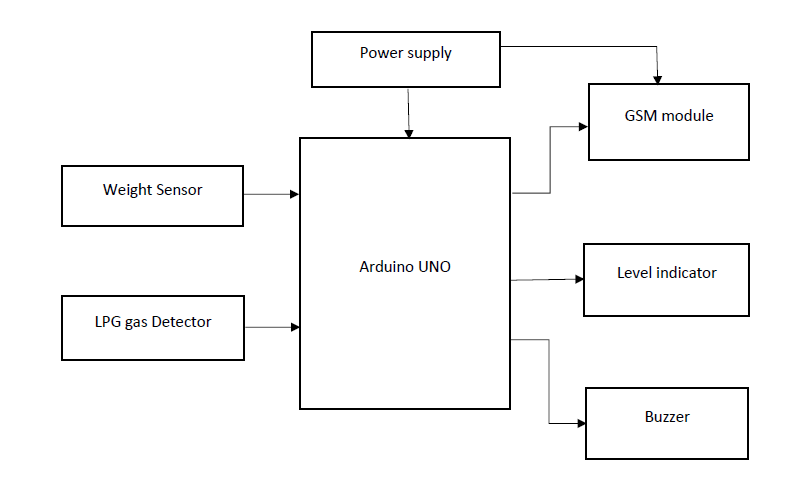 Power supply
GSM module
Weight Sensor
Arduino UNO
Level indicator
LPG gas Detector
Buzzer